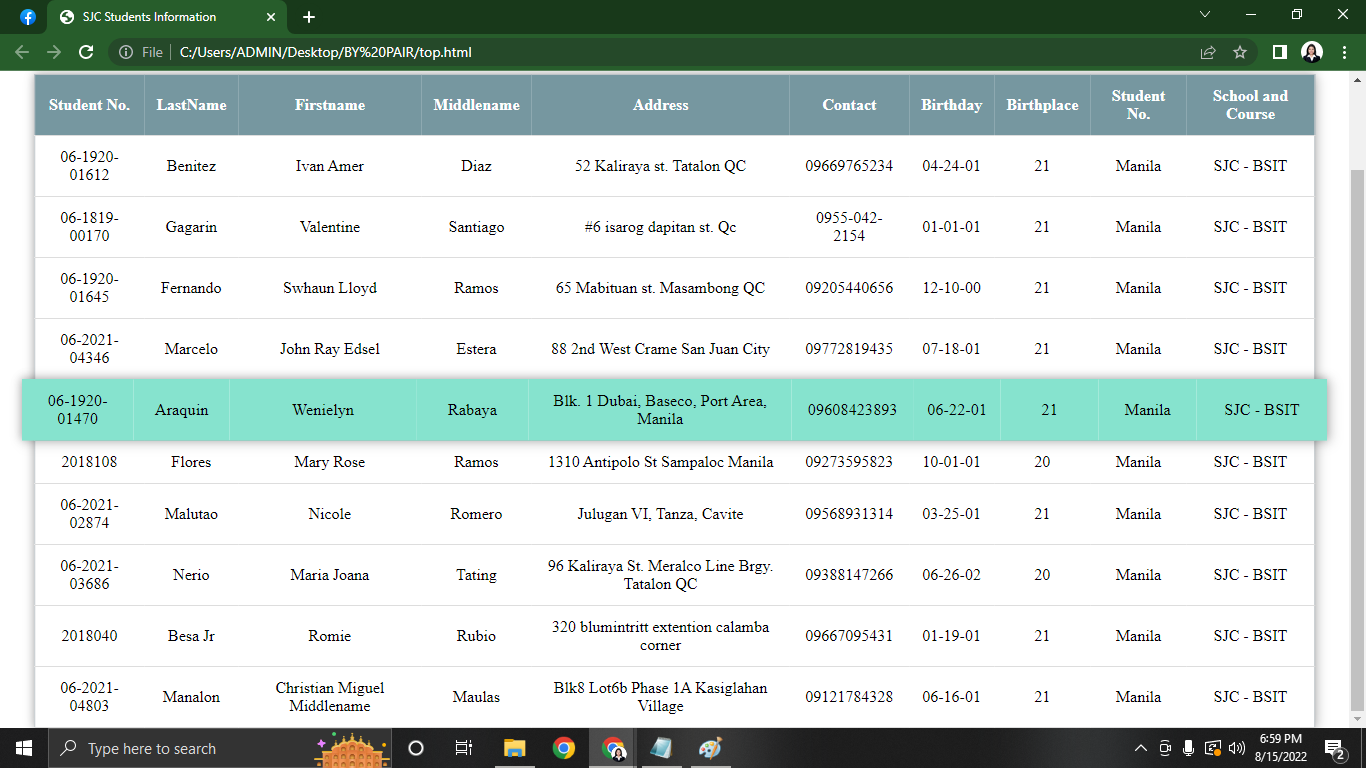 SJC Students Information
File
C:/Users/ADMIN/Desktop/BY%20PAIR/top.html
Student No. LastName Firstname Middlename Address Contact Birthday Birthplace Student No. School and Course
06-1920-01612 Benitez Ivan Amer Diaz 52 Kaliraya st. Tatalon QC 09669765234 04-24-01 21 Manila SJC - BSIT
06-1819-00170 Gagarin Valentine Santiago #6 isarog dapitan st. Qc 0955-042-2154 01-01-01 21 Manila SJC - BSIT
06-1920-01645 Fernando Swhaun Lloyd Ramos 65 Mabituan st. Masambong QC 09205440656 12-10-00 21 Manila SJC - BSIT
06-2021-04346 Marcelo John Ray Edsel Estera 88 2nd West Crame San Juan City 09772819435 07-18-01 21 Manila SJC - BSIT
06-1920-01470 Araquin Wenielyn Rabaya Blk. 1 Dubai, Baseco, Port Area, Manila 09608423893 06-22-01 21 Manila SJC - BSIT
2018108 Flores Mary Rose Ramos 1310 Antipolo St Sampaloc Manila 09273595823 10-01-01 20 Manila SJC - BSIT
06-2021-02874 Malutao Nicole Romero Julugan VI, Tanza, Cavite 09568931314 03-25-01 21 Manila SJC - BSIT
06-2021-03686 Nerio Maria Joana Tating 96 Kaliraya St. Meralco Line Brgy. Tatalon QC 09388147266 06-26-02 20 Manila SJC - BSIT
2018040 Besa Jr Romie Rubio 320 blumintritt extention calamba corner 09667095431 01-19-01 21 Manila SJC - BSIT
06-2021-04803 Manalon Christian Miguel Middlename Maulas Blk8 Lot6b Phase 1A Kasiglahan Village 09121784328 06-16-01 21 Manila SJC - BSIT
Type here to search
6:59 PM
8/15/2022
2